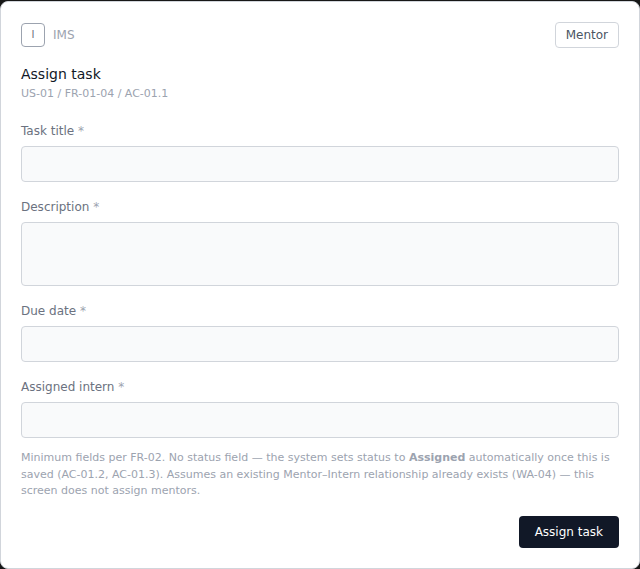 I IMS
Mentor
Assign task
US-01 / FR-01-04 / AC-01.1
Task title *
Description *
Due date *
Assigned intern *
Minimum fields per FR-02. No status field — the system sets status to Assigned automatically once this is
saved (AC-01.2, AC-01.3). Assumes an existing Mentor–Intern relationship already exists (WA-04) — this
screen does not assign mentors.
Assign task